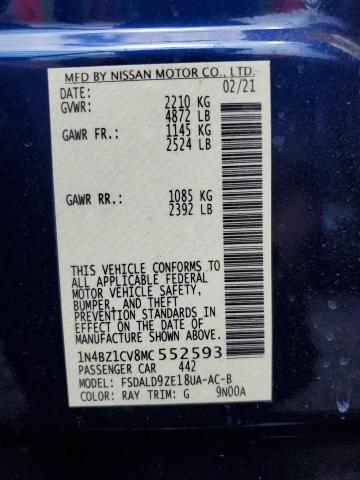 MFD BY NISSAN MOTOR CO., LTD.
DATE: 02/21
GVWR: 2210 KG
4872 LB
GAWR FR.: 1145 KG
2524 LB
GAWR RR.: 1085 KG
2392 LB
THIS VEHICLE CONFORMS TO
ALL APPLICABLE FEDERAL
MOTOR VEHICLE SAFETY,
BUMPER, AND THEFT
PREVENTION STANDARDS IN
EFFECT ON THE DATE OF
MANUFACTURE SHOWN ABOVE.
1N4BZ1CV8MC 552593
PASSENGER CAR 442
MODEL: FSDALD9ZE18UA-AC-B
COLOR: RAY TRIM: G 9N00A